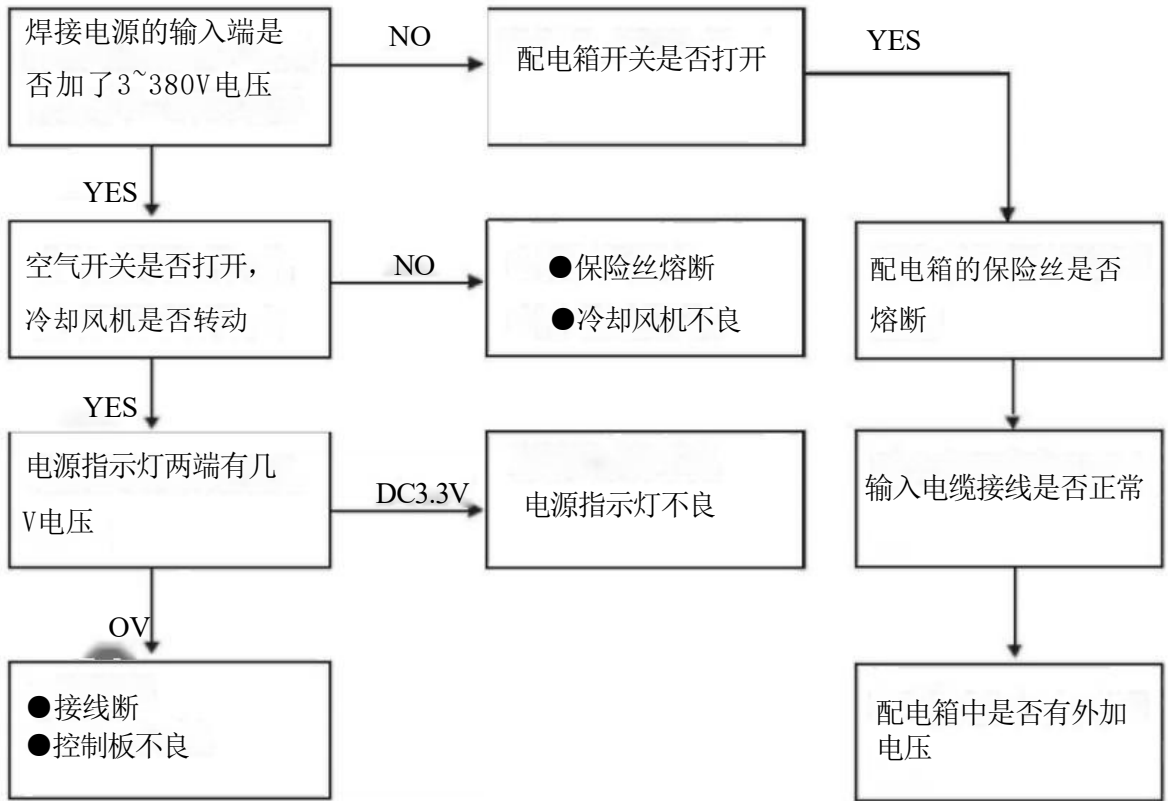 焊接电源的输入端是
否加了3~380V电压
NO
配电箱开关是否打开
YES
YES
空气开关是否打开，
冷却风机是否转动
NO
●保险丝熔断
●冷却风机不良
配电箱的保险丝是否
熔断
YES
电源指示灯两端有几
V电压
DC3.3V
电源指示灯不良
输入电缆接线是否正常
OV
●接线断
●控制板不良
配电箱中是否有外加
电压